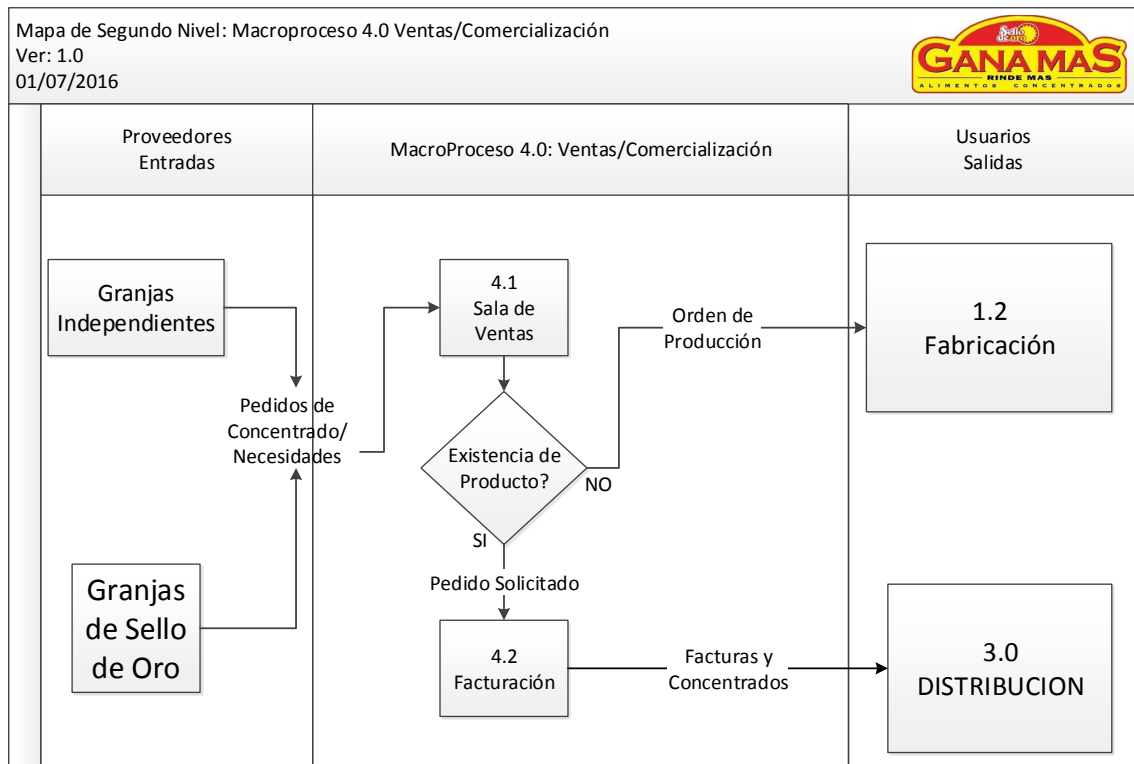 Mapa de Segundo Nivel: Macroproceso 4.0 Ventas/Comercialización
Ver: 1.0
01/07/2016
Sello
de oro
GANA MAS
RINDE MAS
ALIMENTOS CONCENTRADOS
Proveedores
Entradas
MacroProceso 4.0: Ventas/Comercialización
Usuarios
Salidas
Granjas
Independientes
Pedidos de
Concentrado/
Necesidades
Granjas
de Sello
de Oro
4.1
Sala de
Ventas
Existencia de
Producto?
NO
SI
Pedido Solicitado
4.2
Facturación
Orden de
Producción
1.2
Fabricación
Facturas y
Concentrados
3.0
DISTRIBUCION